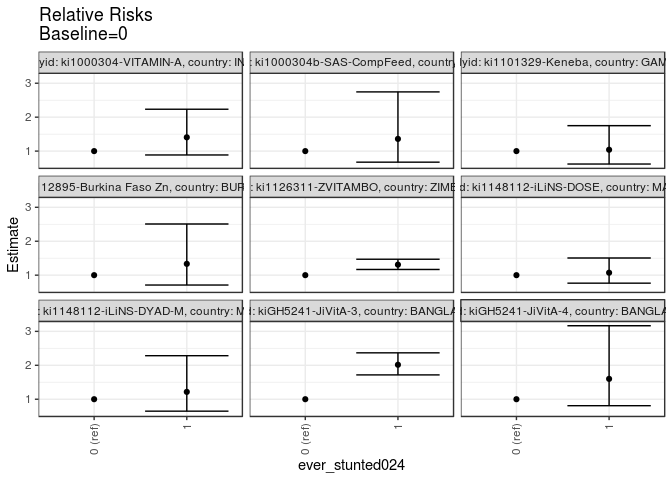 Relative Risks
Baseline=0
yid: ki1000304-VITAMIN-A, country: IN
: ki1000304b-SAS-CompFeed, country
yid: ki1101329-Keneba, country: GAM
3
2
1
12895-Burkina Faso Zn, country: BUR
: ki1126311-ZVITAMBO, country: ZIMB
d: ki1148112-iLiNS-DOSE, country: MA
3
2
1
: ki1148112-iLiNS-DYAD-M, country: M
d: kiGH5241-JiVitA-3, country: BANGLA
d: kiGH5241-JiVitA-4, country: BANGLA
3
2
1
Estimate
0 (ref)
1
0 (ref)
1
0 (ref)
1
ever_stunted024